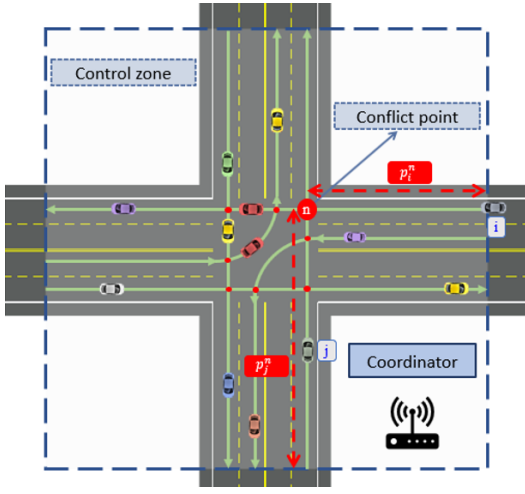 Control zone
Conflict point
$p_i^n$
n
i
j
$p_j^n$
Coordinator